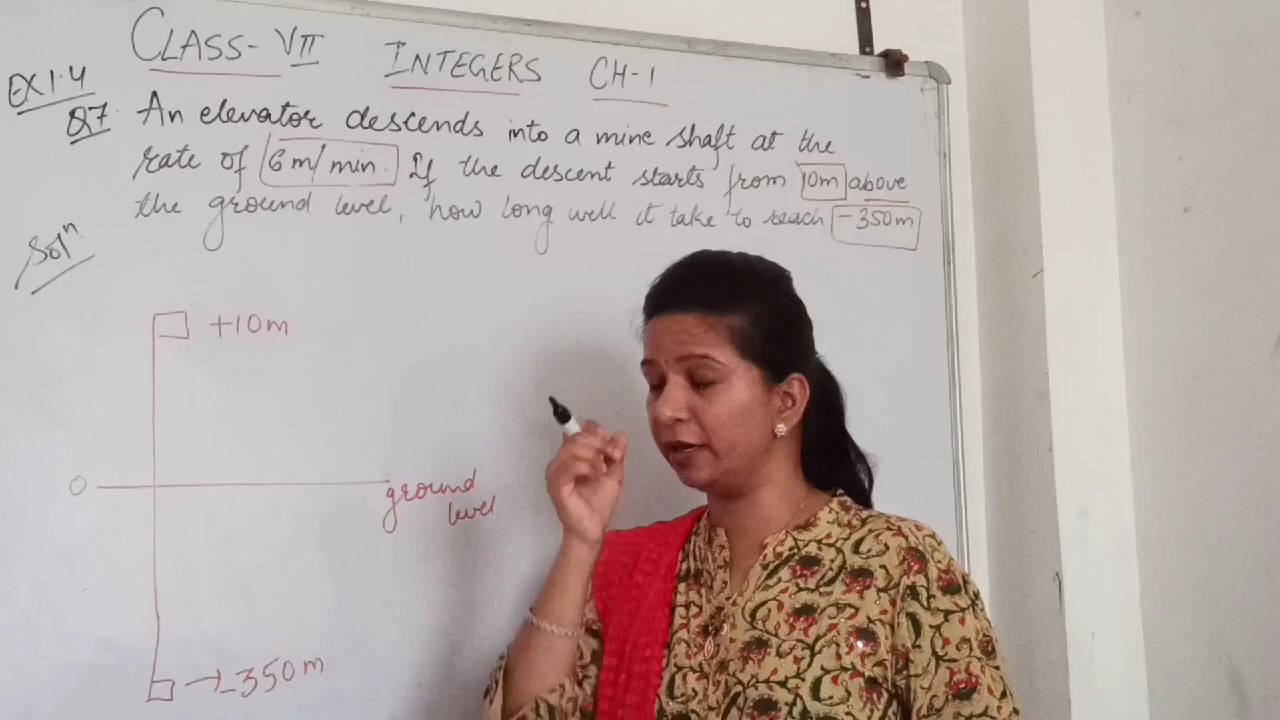 CLASS-VII INTEGERS CH-1
EX 1.4
Q7. An elevator descends into a mine shaft at the
rate of 6 m/min. If the descent starts from 10m above
the ground level, how long will it take to reach -350m
Solⁿ
+10m
0
ground
level
→-350m